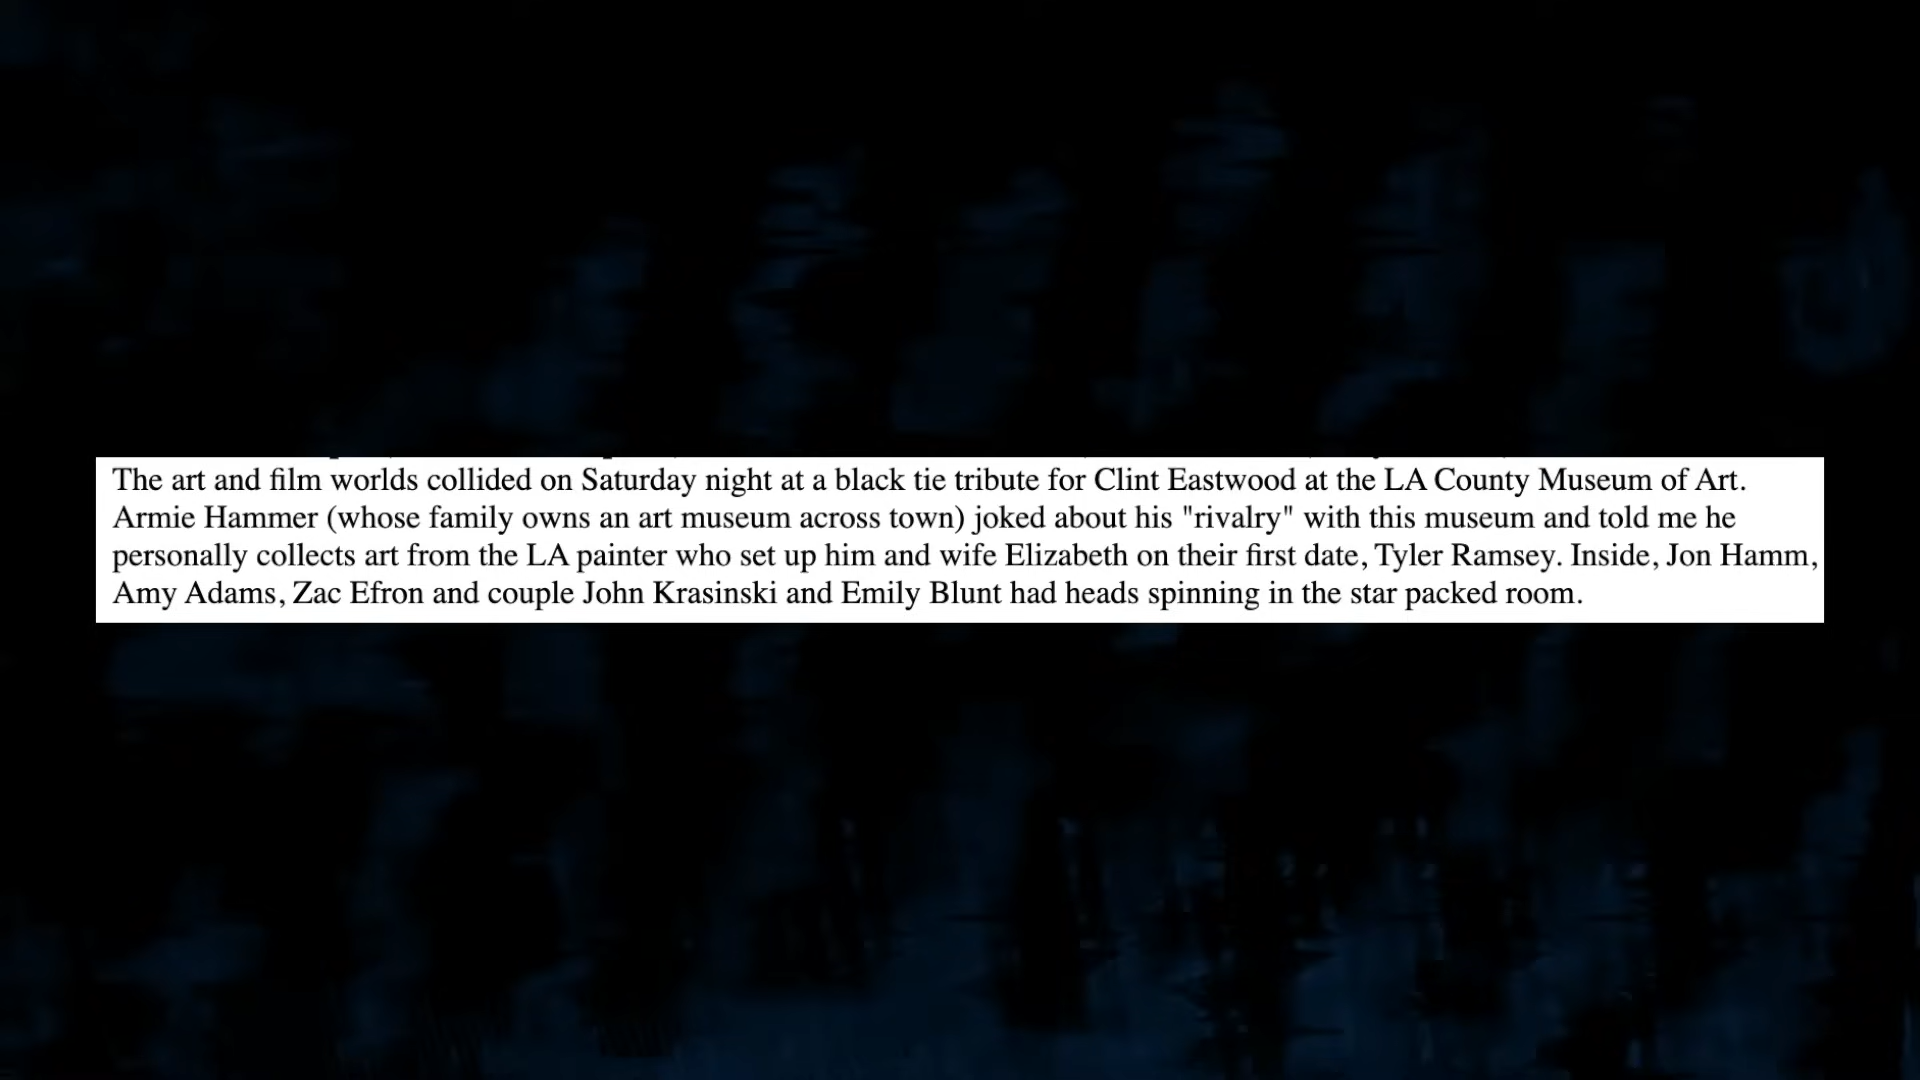 The art and film worlds collided on Saturday night at a black tie tribute for Clint Eastwood at the LA County Museum of Art.
Armie Hammer (whose family owns an art museum across town) joked about his "rivalry" with this museum and told me he
personally collects art from the LA painter who set up him and wife Elizabeth on their first date, Tyler Ramsey. Inside, Jon Hamm,
Amy Adams, Zac Efron and couple John Krasinski and Emily Blunt had heads spinning in the star packed room.